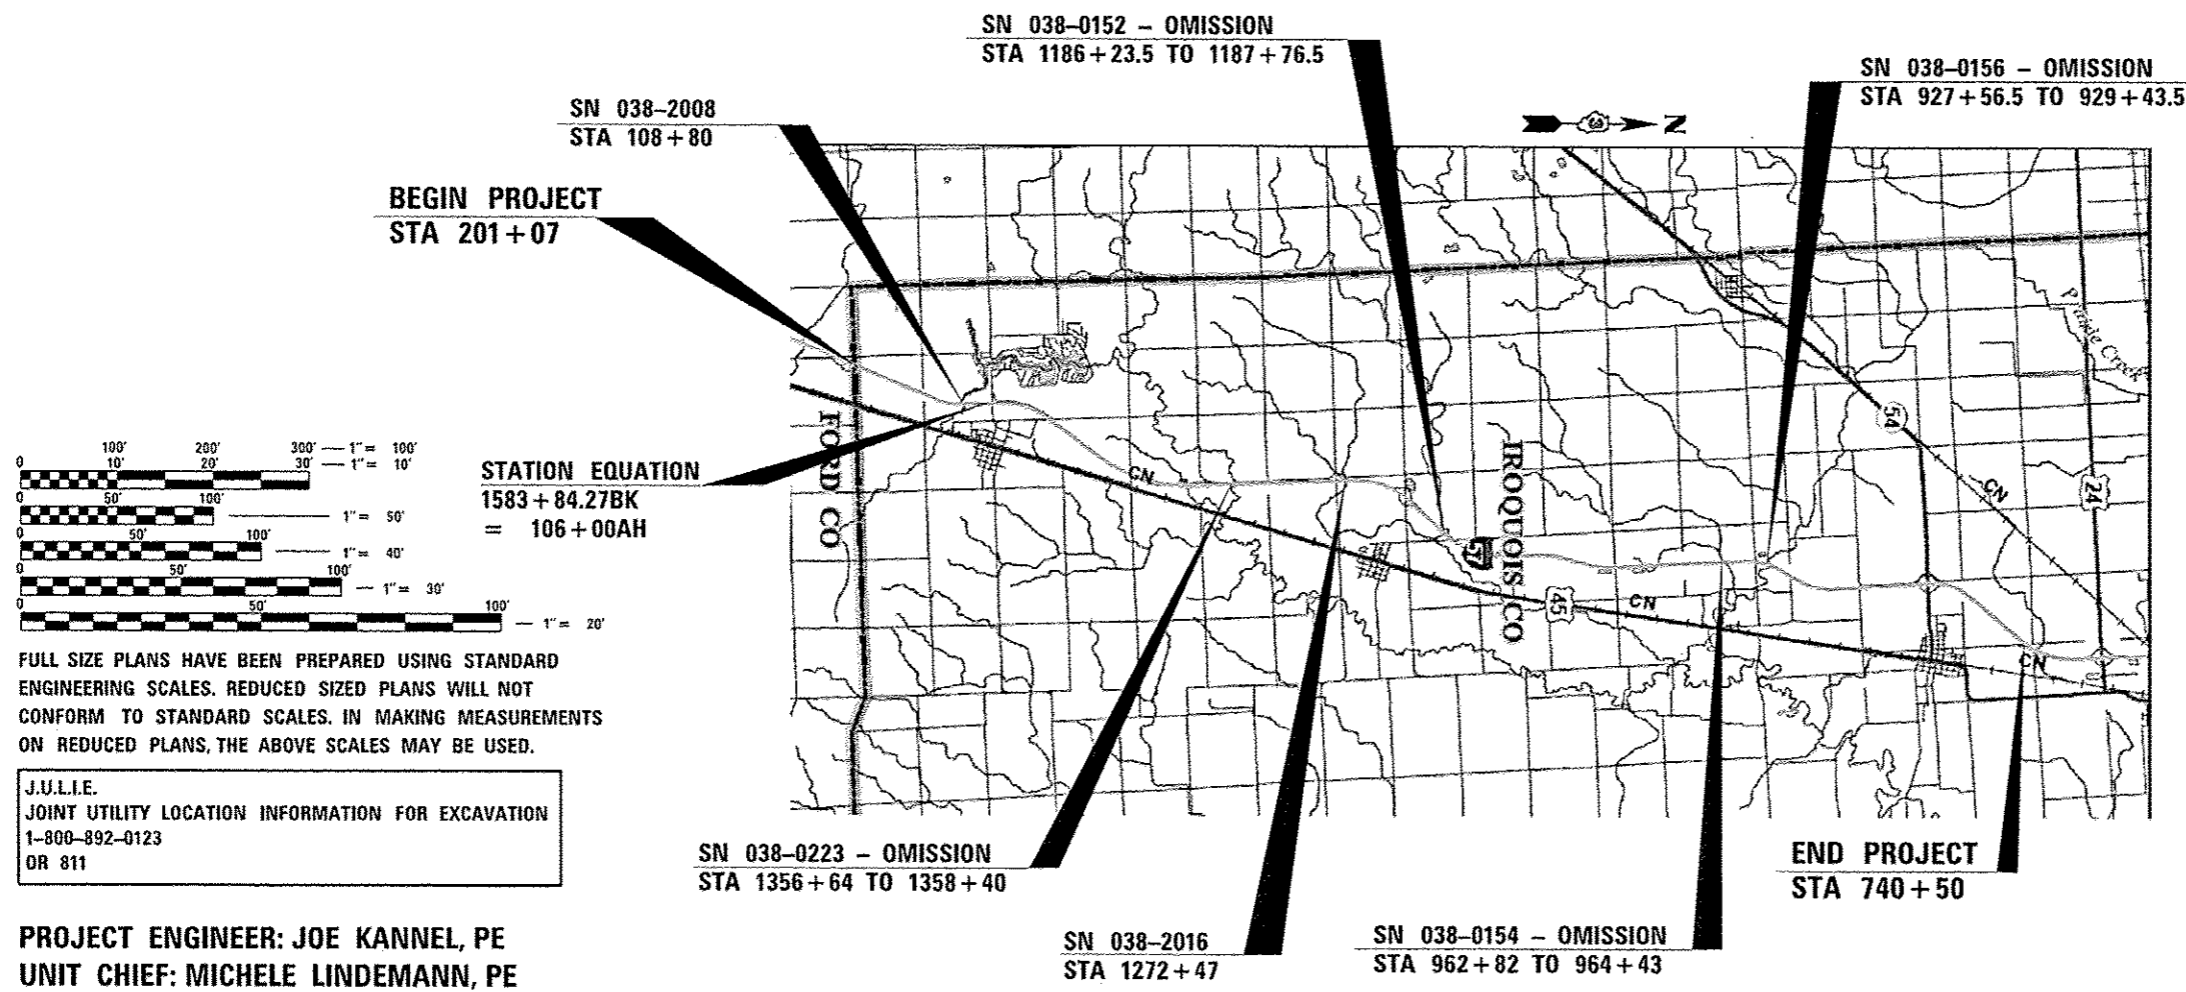 SN 038–0152 – OMISSION
STA 1186+23.5 TO 1187+76.5
SN 038–0156 – OMISSION
STA 927+56.5 TO 929+43.5
SN 038–2008
STA 108+80
N
BEGIN PROJECT
STA 201+07
STATION EQUATION
1583+84.27BK
= 106+00AH
FORD CO
IROQUOIS CO
CN
57
45
CN
54
CN
24
CN
100' 200' 300' 1"= 100'
0 10' 20' 30' 1"= 10'
0 50' 100'
1"= 50'
0 50' 100'
1"= 40'
0 50' 100'
1"= 30'
0 50' 100'
1"= 20'
FULL SIZE PLANS HAVE BEEN PREPARED USING STANDARD
ENGINEERING SCALES. REDUCED SIZED PLANS WILL NOT
CONFORM TO STANDARD SCALES. IN MAKING MEASUREMENTS
ON REDUCED PLANS, THE ABOVE SCALES MAY BE USED.
J.U.L.I.E.
JOINT UTILITY LOCATION INFORMATION FOR EXCAVATION
1–800–892–0123
OR 811
SN 038–0223 – OMISSION
STA 1356+64 TO 1358+40
SN 038–2016
STA 1272+47
SN 038–0154 – OMISSION
STA 962+82 TO 964+43
END PROJECT
STA 740+50
PROJECT ENGINEER: JOE KANNEL, PE
UNIT CHIEF: MICHELE LINDEMANN, PE